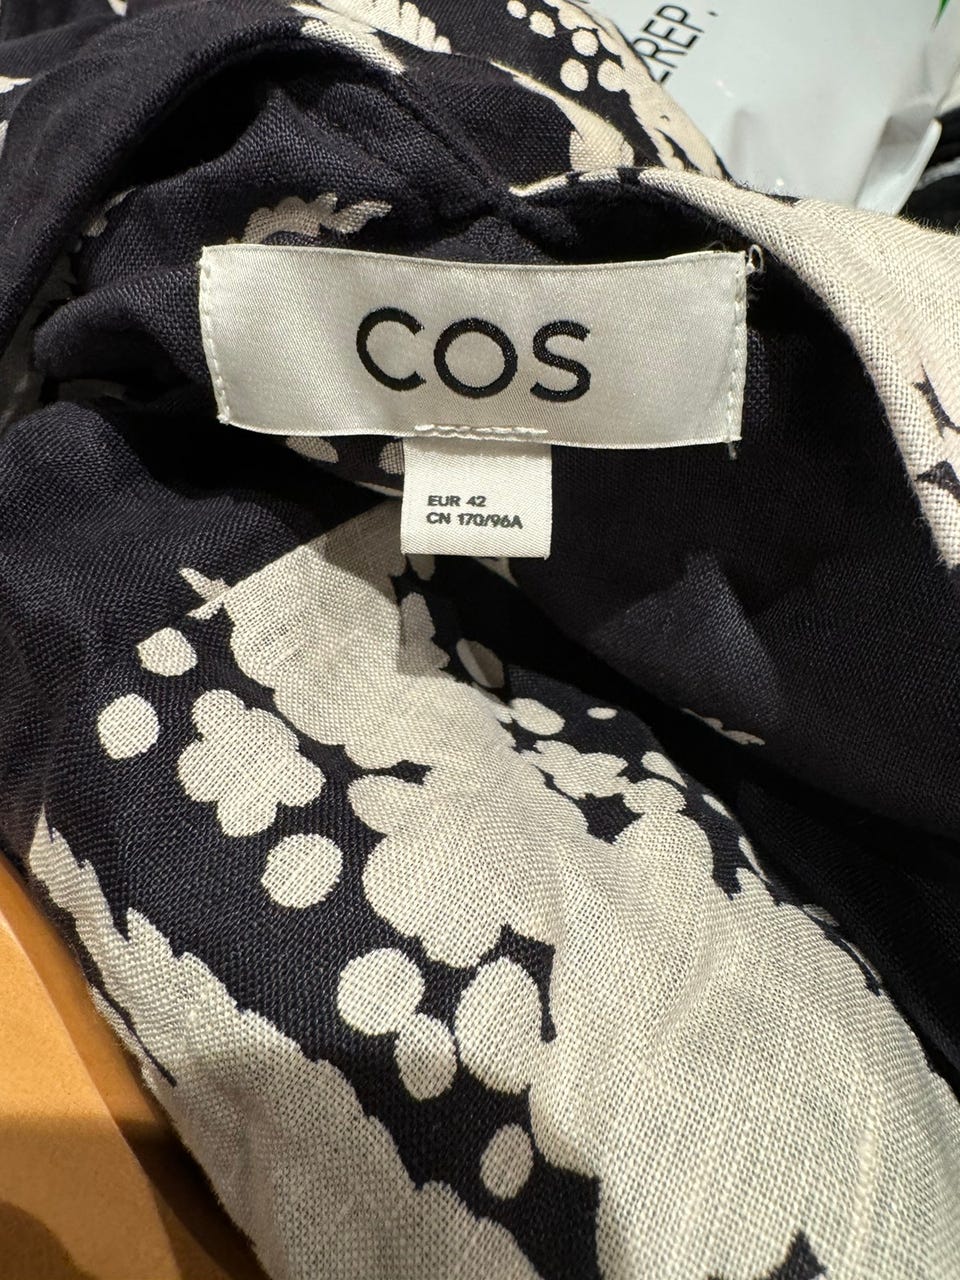 COS
EUR 42
CN 170/96A